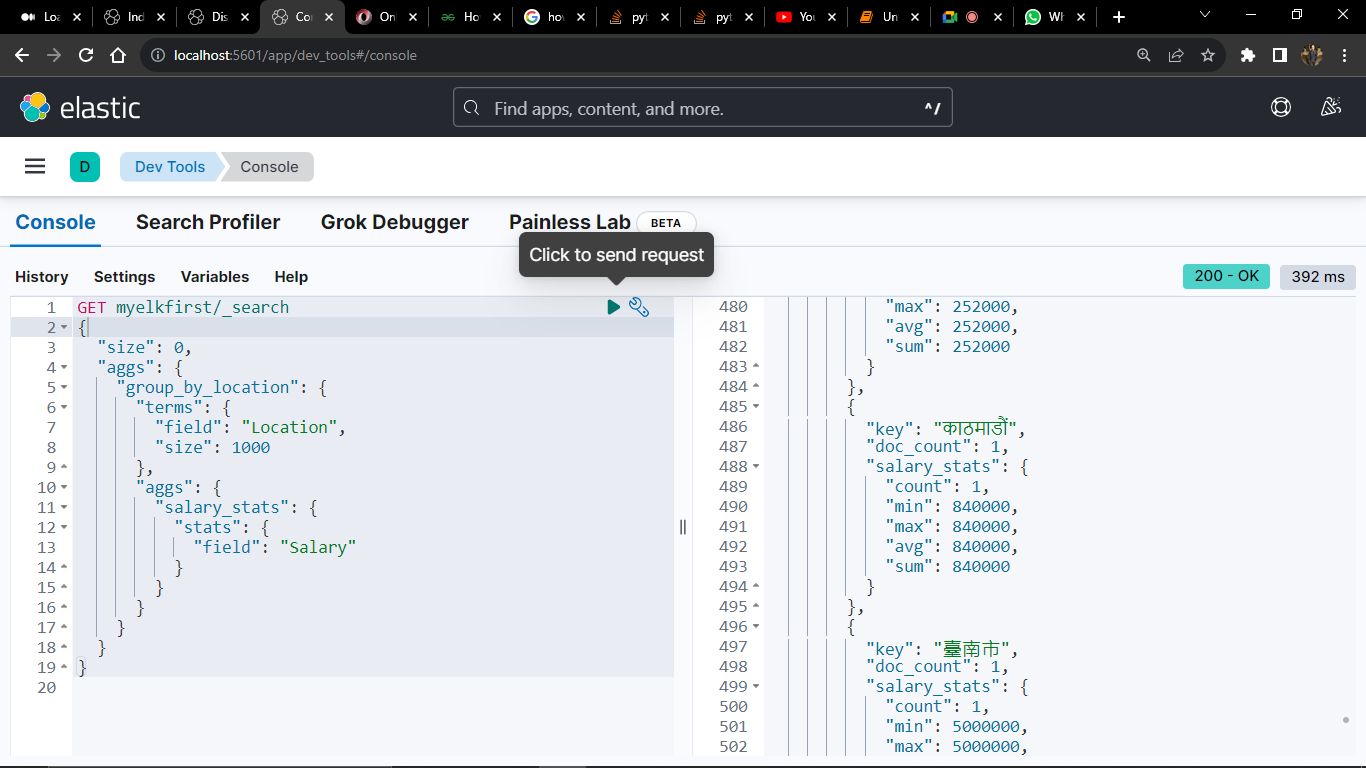 Loa
Ind
Dis
Co
On
Ho
hov
pyt
pyt
You
Un
Wh
localhost:5601/app/dev_tools#/console
elastic
Find apps, content, and more.
^/
D
Dev Tools
Console
Console
Search Profiler
Grok Debugger
Painless Lab
BETA
Click to send request
History
Settings
Variables
Help
200 - OK
392 ms
1 GET myelkfirst/_search
2 {
3 "size": 0,
4 "aggs": {
5 "group_by_location": {
6 "terms": {
7 "field": "Location",
8 "size": 1000
9 },
10 "aggs": {
11 "salary_stats": {
12 "stats": {
13 "field": "Salary"
14 }
15 }
16 }
17 }
18 }
19 }
20
480 "max": 252000,
481 "avg": 252000,
482 "sum": 252000
483 }
484 },
485 {
486 "key": "काठमाडौं",
487 "doc_count": 1,
488 "salary_stats": {
489 "count": 1,
490 "min": 840000,
491 "max": 840000,
492 "avg": 840000,
493 "sum": 840000
494 }
495 },
496 {
497 "key": "臺南市",
498 "doc_count": 1,
499 "salary_stats": {
500 "count": 1,
501 "min": 5000000,
502 "max": 5000000,